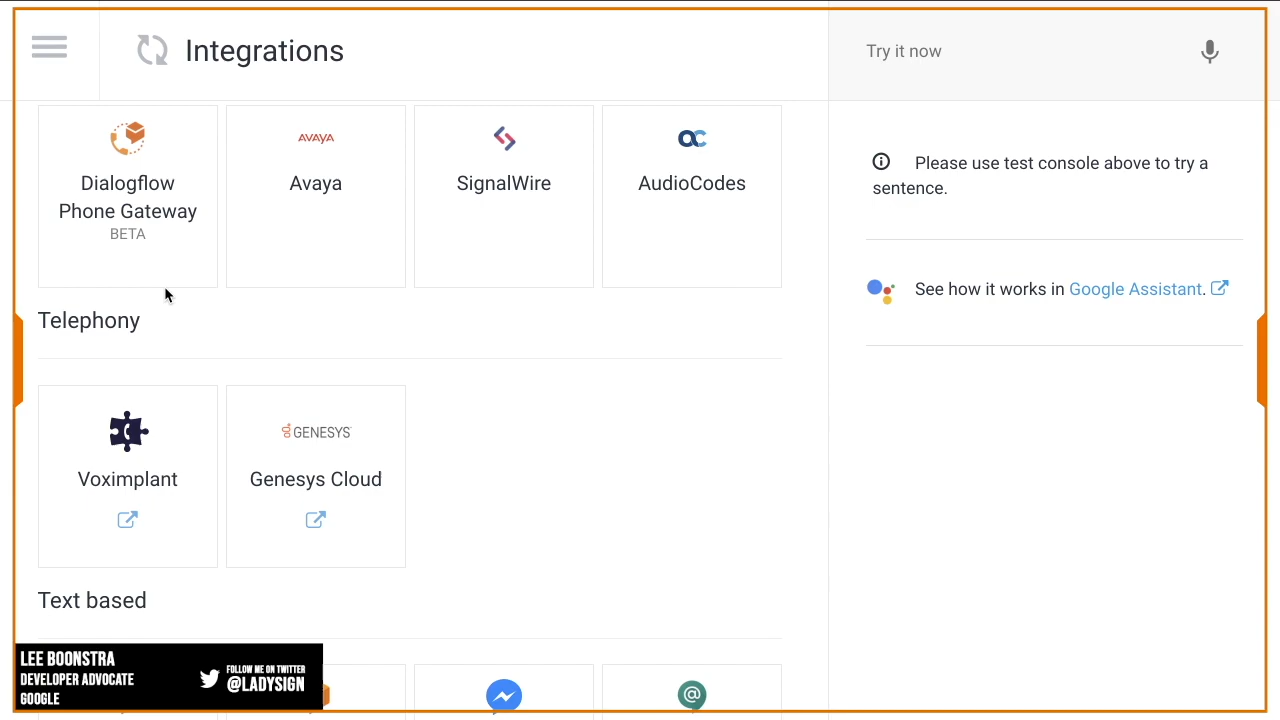 Integrations
Try it now
Dialogflow
Phone Gateway
BETA
AVAYA
Avaya
SignalWire
AudioCodes
Please use test console above to try a
sentence.
See how it works in Google Assistant.
Telephony
Voximplant
GENESYS
Genesys Cloud
Text based
LEE BOONSTRA
DEVELOPER ADVOCATE
GOOGLE
FOLLOW ME ON TWITTER
@LADYSIGN